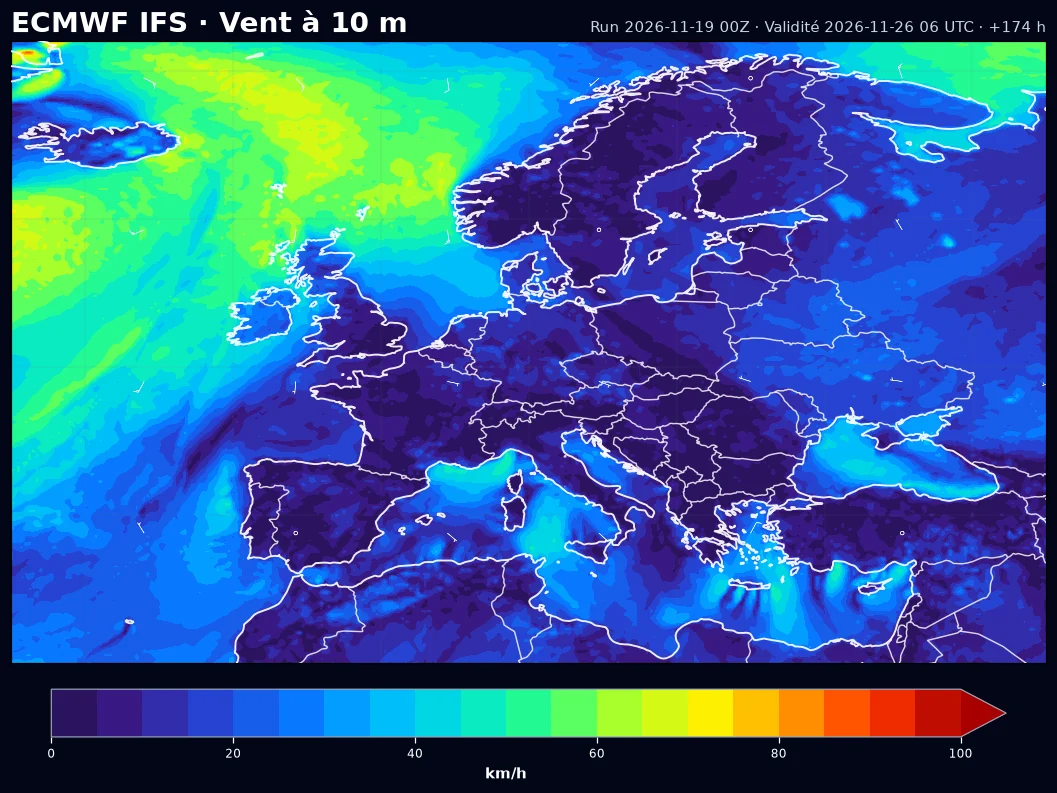 ECMWF IFS · Vent à 10 m
Run 2026-11-19 00Z · Validité 2026-11-26 06 UTC · +174 h
0 20 40 60 80 100
km/h